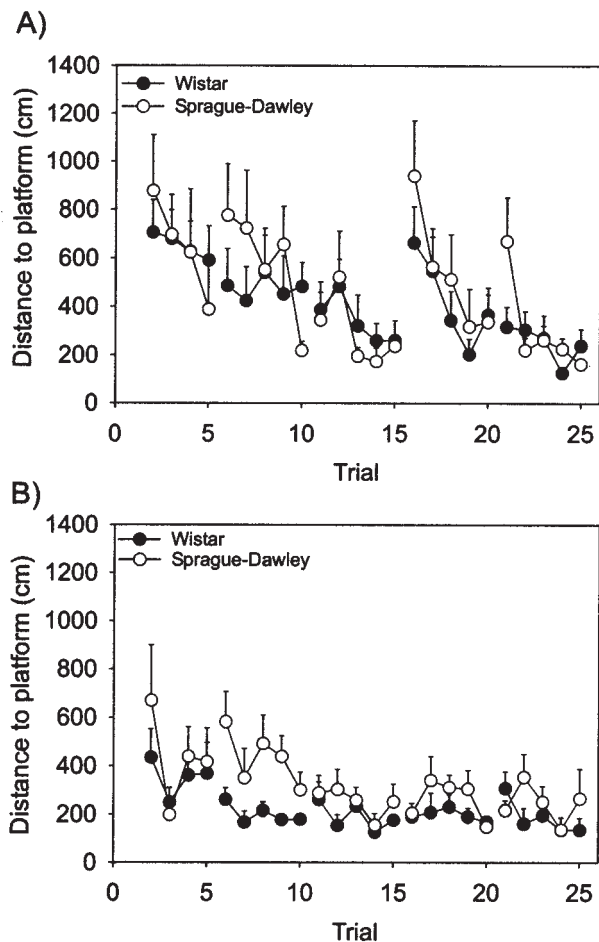 A)
1400
1200
1000
800
600
400
200
0
Distance to platform (cm)
Wistar
Sprague-Dawley
0 5 10 15 20 25
Trial
B)
1400
1200
1000
800
600
400
200
0
Distance to platform (cm)
Wistar
Sprague-Dawley
0 5 10 15 20 25
Trial